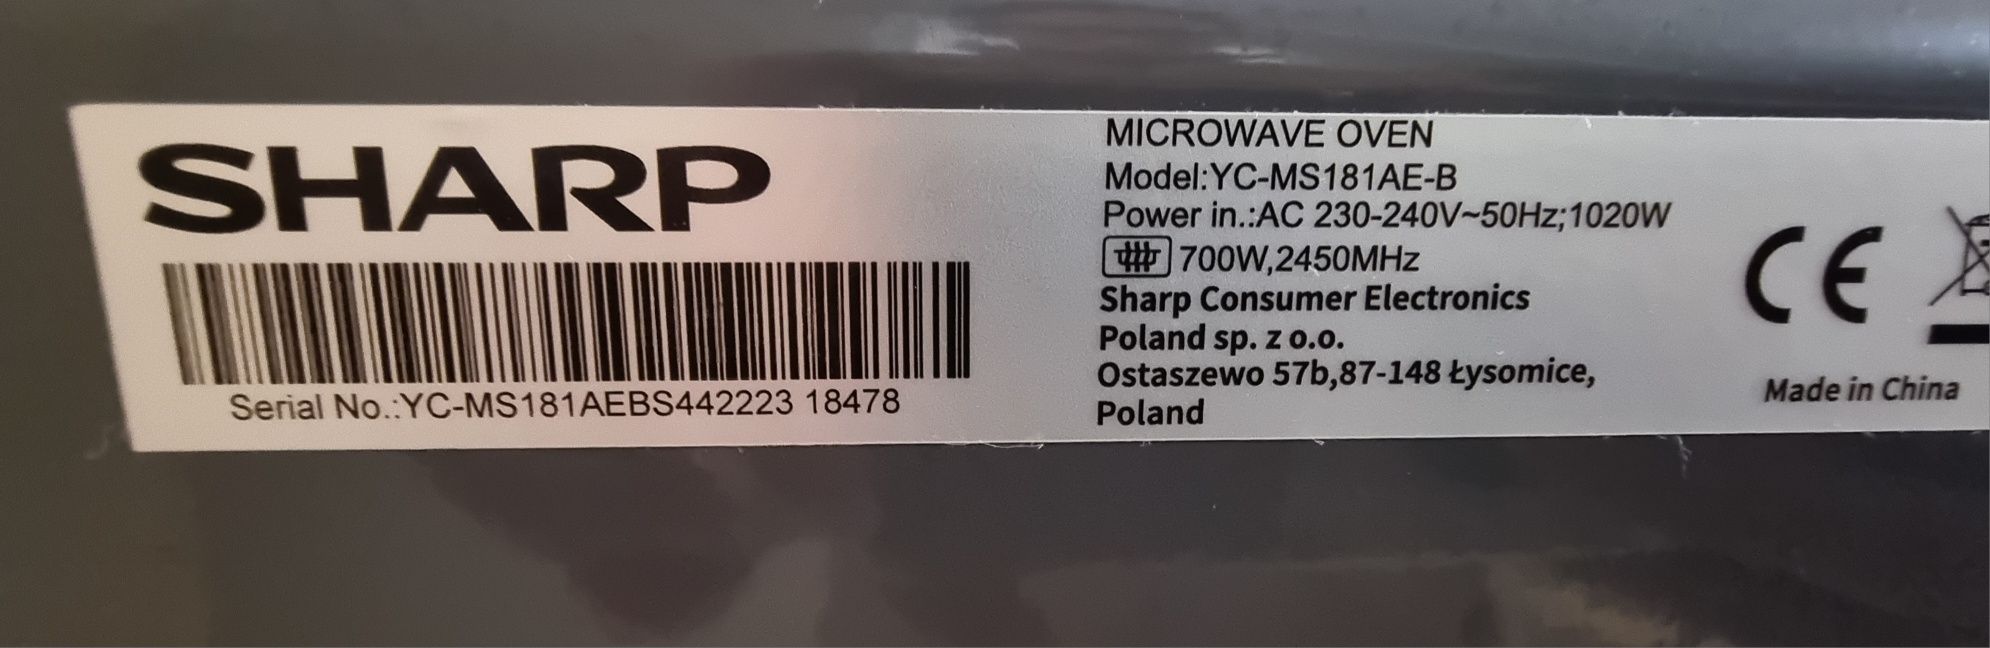 SHARP
Serial No.:YC-MS181AEBS442223 18478
MICROWAVE OVEN
Model:YC-MS181AE-B
Power in.:AC 230-240V~50Hz;1020W
700W,2450MHz
Sharp Consumer Electronics
Poland sp. z o.o.
Ostaszewo 57b,87-148 Łysomice,
Poland
CE
Made in China